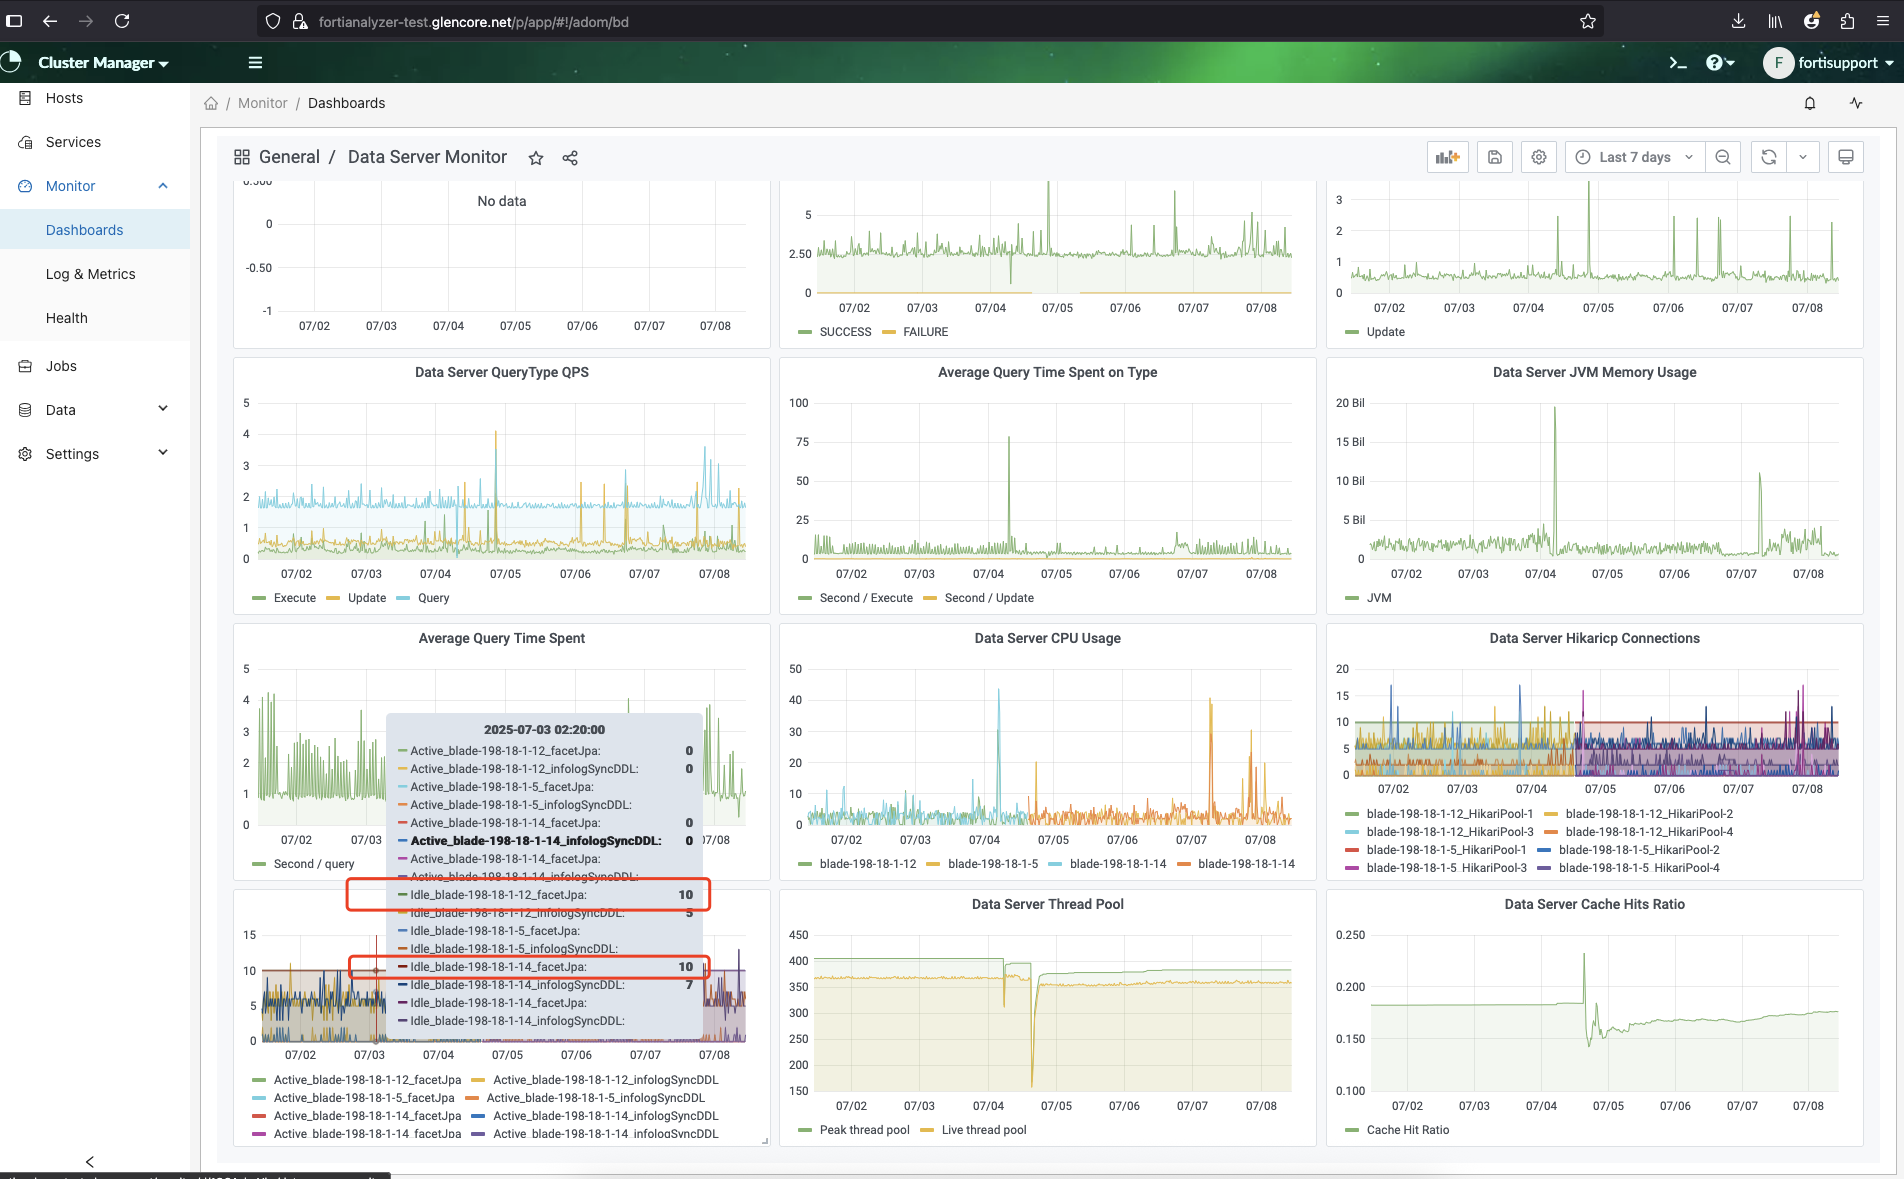 fortianalyzer-test.glencore.net/p/app/#!/adom/bd
Cluster Manager
F fortisupport
Hosts
Services
Monitor
Dashboards
Log & Metrics
Health
Jobs
Data
Settings
/ Monitor / Dashboards
General / Data Server Monitor
Last 7 days
No data
0.500
0
-0.50
-1
07/02 07/03 07/04 07/05 07/06 07/07 07/08
5
2.50
0
07/02 07/03 07/04 07/05 07/06 07/07 07/08
SUCCESS FAILURE
3
2
1
0
07/02 07/03 07/04 07/05 07/06 07/07 07/08
Update
Data Server QueryType QPS
5
4
3
2
1
0
07/02 07/03 07/04 07/05 07/06 07/07 07/08
Execute Update Query
Average Query Time Spent on Type
100
75
50
25
0
07/02 07/03 07/04 07/05 07/06 07/07 07/08
Second / Execute Second / Update
Data Server JVM Memory Usage
20 Bil
15 Bil
10 Bil
5 Bil
0
07/02 07/03 07/04 07/05 07/06 07/07 07/08
JVM
Average Query Time Spent
5
4
3
2
1
0
07/02 07/03 07/08
Second / query
2025-07-03 02:20:00
Active_blade-198-18-1-12_facetJpa: 0
Active_blade-198-18-1-12_infologSyncDDL: 0
Active_blade-198-18-1-5_facetJpa:
Active_blade-198-18-1-5_infologSyncDDL:
Active_blade-198-18-1-14_facetJpa: 0
Active_blade-198-18-1-14_infologSyncDDL: 0
Active_blade-198-18-1-14_facetJpa:
Active_blade-198-18-1-14_infologSyncDDL:
Idle_blade-198-18-1-12_facetJpa: 10
Idle_blade-198-18-1-12_infologSyncDDL: 5
Idle_blade-198-18-1-5_facetJpa:
Idle_blade-198-18-1-5_infologSyncDDL:
Idle_blade-198-18-1-14_facetJpa: 10
Idle_blade-198-18-1-14_infologSyncDDL: 7
Idle_blade-198-18-1-14_facetJpa:
Idle_blade-198-18-1-14_infologSyncDDL:
Data Server CPU Usage
50
40
30
20
10
0
07/02 07/03 07/04 07/05 07/06 07/07 07/08
blade-198-18-1-12 blade-198-18-1-5 blade-198-18-1-14 blade-198-18-1-14
Data Server Hikaricp Connections
20
15
10
5
0
07/02 07/03 07/04 07/05 07/06 07/07 07/08
blade-198-18-1-12_HikariPool-1 blade-198-18-1-12_HikariPool-2
blade-198-18-1-12_HikariPool-3 blade-198-18-1-12_HikariPool-4
blade-198-18-1-5_HikariPool-1 blade-198-18-1-5_HikariPool-2
blade-198-18-1-5_HikariPool-3 blade-198-18-1-5_HikariPool-4
15
10
5
0
07/02 07/03 07/04 07/05 07/06 07/07 07/08
Active_blade-198-18-1-12_facetJpa Active_blade-198-18-1-12_infologSyncDDL
Active_blade-198-18-1-5_facetJpa Active_blade-198-18-1-5_infologSyncDDL
Active_blade-198-18-1-14_facetJpa Active_blade-198-18-1-14_infologSyncDDL
Active_blade-198-18-1-14_facetJpa Active_blade-198-18-1-14_infologSyncDDL
Data Server Thread Pool
450
400
350
300
250
200
150
07/02 07/03 07/04 07/05 07/06 07/07 07/08
Peak thread pool Live thread pool
Data Server Cache Hits Ratio
0.250
0.200
0.150
0.100
07/02 07/03 07/04 07/05 07/06 07/07 07/08
Cache Hit Ratio